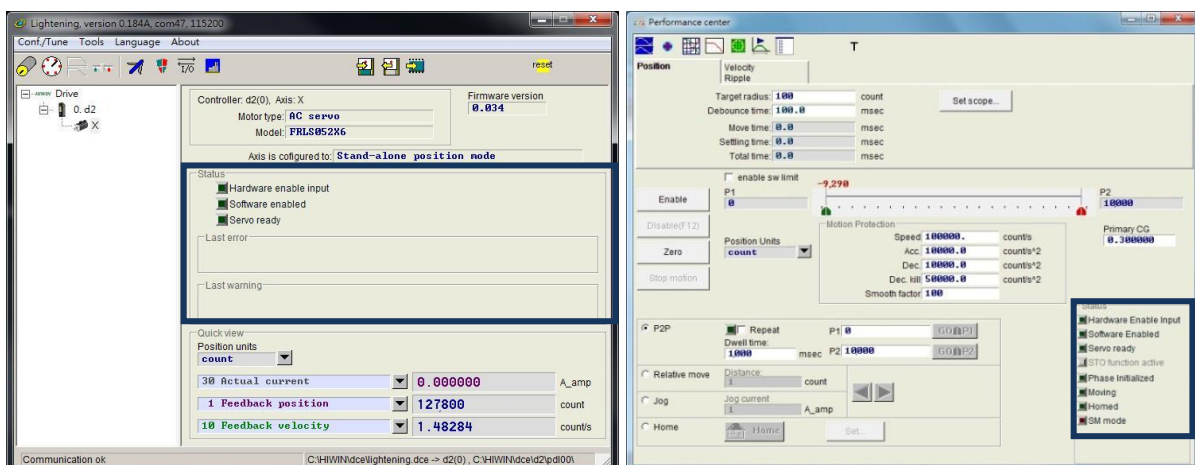 Lightening, version 0.184A, com47, 115200
Conf./Tune Tools Language About
I/O
reset
HIWIN Drive
0. d2
X
Controller: d2(0), Axis: X
Firmware version
0.034
Motor type: AC servo
Model: FRLS052X6
Axis is cofigured to: Stand-alone position mode
Status
Hardware enable input
Software enabled
Servo ready
Last error
Last warning
Quick view
Position units
count
30 Actual current 0.000000 A_amp
1 Feedback position 127800 count
10 Feedback velocity 1.48284 count/s
Communication ok C:\HIWIN\dce\lightening.dce -> d2(0) , C:\HIWIN\dce\d2\pdl00\
Performance center
T
Position
Velocity
Ripple
Target radius: 100 count
Set scope...
Debounce time: 100.0 msec
Move time: 0.0 msec
Settling time: 0.0 msec
Total time: 0.0 msec
enable sw limit
-9,290
Enable
P1
0
P2
10000
Disable(F12)
Motion Protection
Primary CG
0.300000
Zero
Position Units
count
Speed 100000. count/s
Acc. 10000.0 count/s^2
Dec. 10000.0 count/s^2
Stop motion
Dec. kill 50000.0 count/s^2
Smooth factor 100
Status
Hardware Enable Input
Software Enabled
Servo ready
STO function active
Phase Initialized
Moving
Homed
SM mode
P2P
Repeat
P1 0
GO P1
Dwell time:
1,000 msec
P2 10000
GO P2
Relative move
Distance:
1 count
Jog
Jog current
1 A_amp
Home
Home
Set...